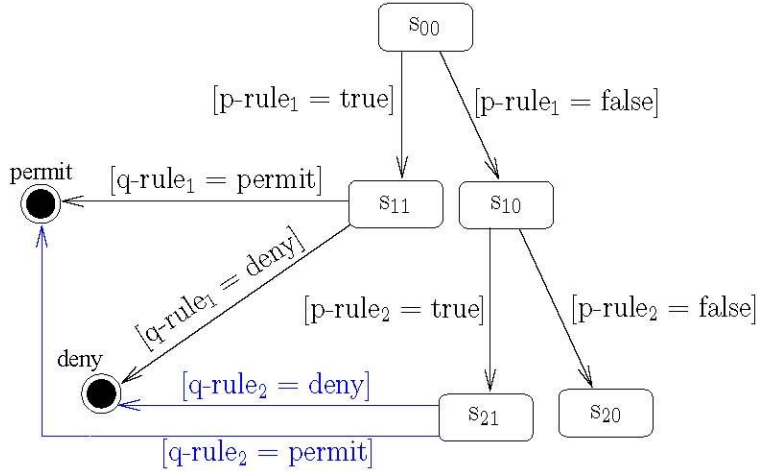 s00
[p-rule1 = true] [p-rule1 = false]
permit
[q-rule1 = permit]
s11
s10
[q-rule1 = deny]
[p-rule2 = true] [p-rule2 = false]
deny
[q-rule2 = deny]
s21
s20
[q-rule2 = permit]